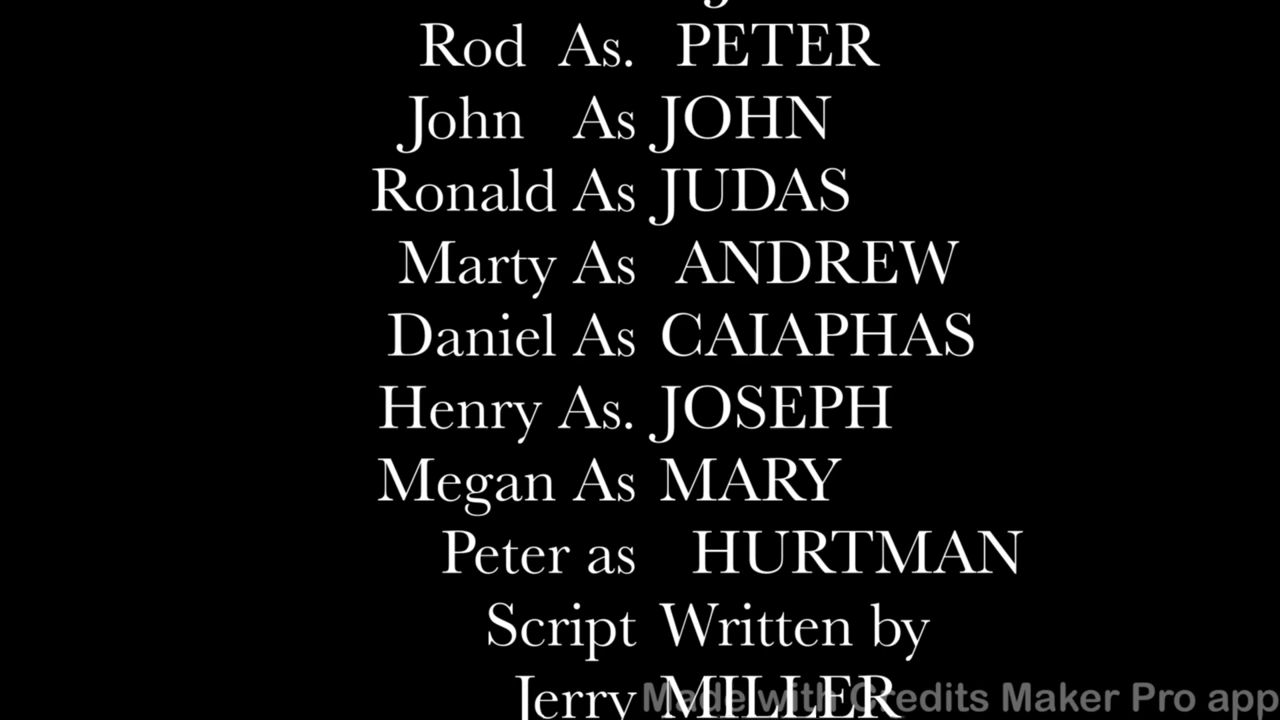 Rod As. PETER
John As JOHN
Ronald As JUDAS
Marty As ANDREW
Daniel As CAIAPHAS
Henry As. JOSEPH
Megan As MARY
Peter as HURTMAN
Script Written by
Jerry MILLER
Made with Credits Maker Pro app